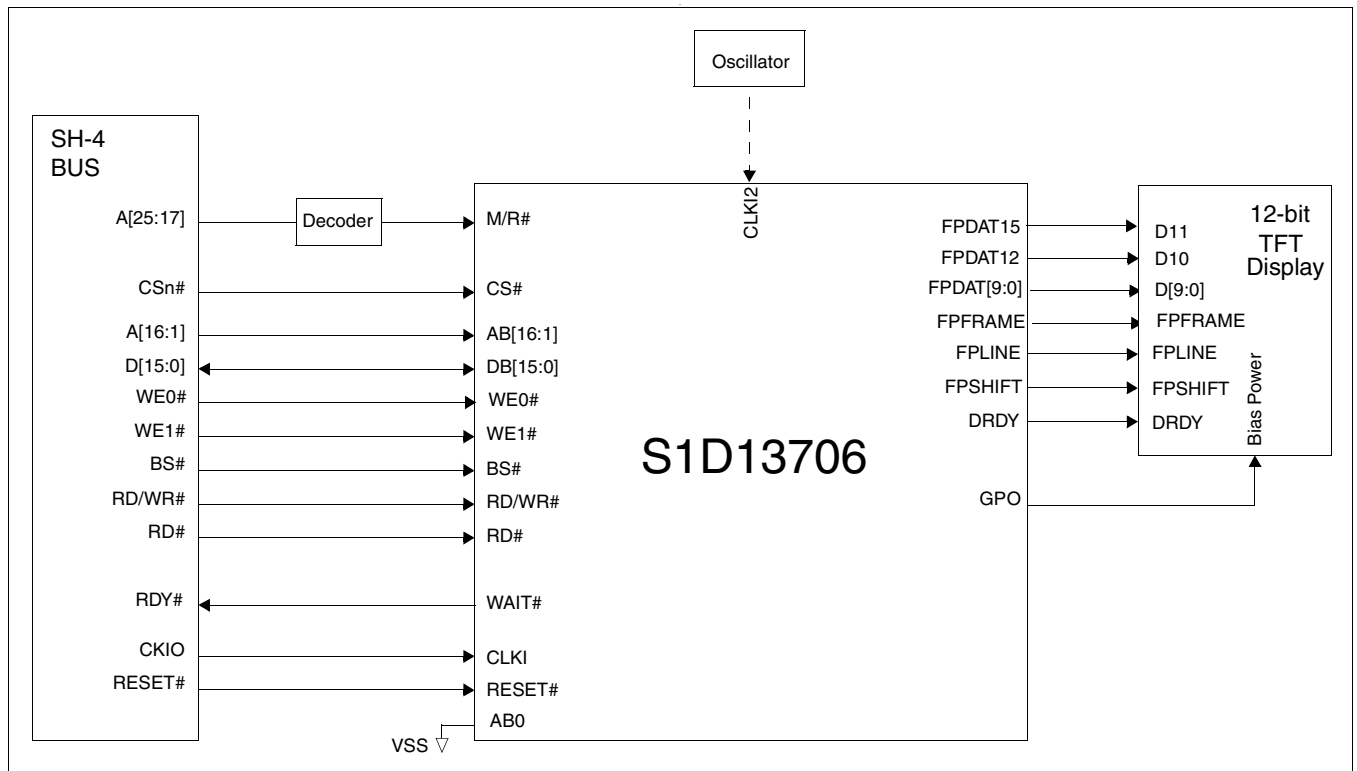 Oscillator
SH-4
BUS
A[25:17]
Decoder
M/R#
CLKI2
CSn#
CS#
A[16:1]
AB[16:1]
D[15:0]
DB[15:0]
WE0#
WE0#
WE1#
WE1#
BS#
BS#
RD/WR#
RD/WR#
RD#
RD#
RDY#
WAIT#
CKIO
CLKI
RESET#
RESET#
AB0
VSS
S1D13706
FPDAT15
FPDAT12
FPDAT[9:0]
FPFRAME
FPLINE
FPSHIFT
DRDY
GPO
12-bit
TFT
Display
D11
D10
D[9:0]
FPFRAME
FPLINE
FPSHIFT
DRDY
Bias Power